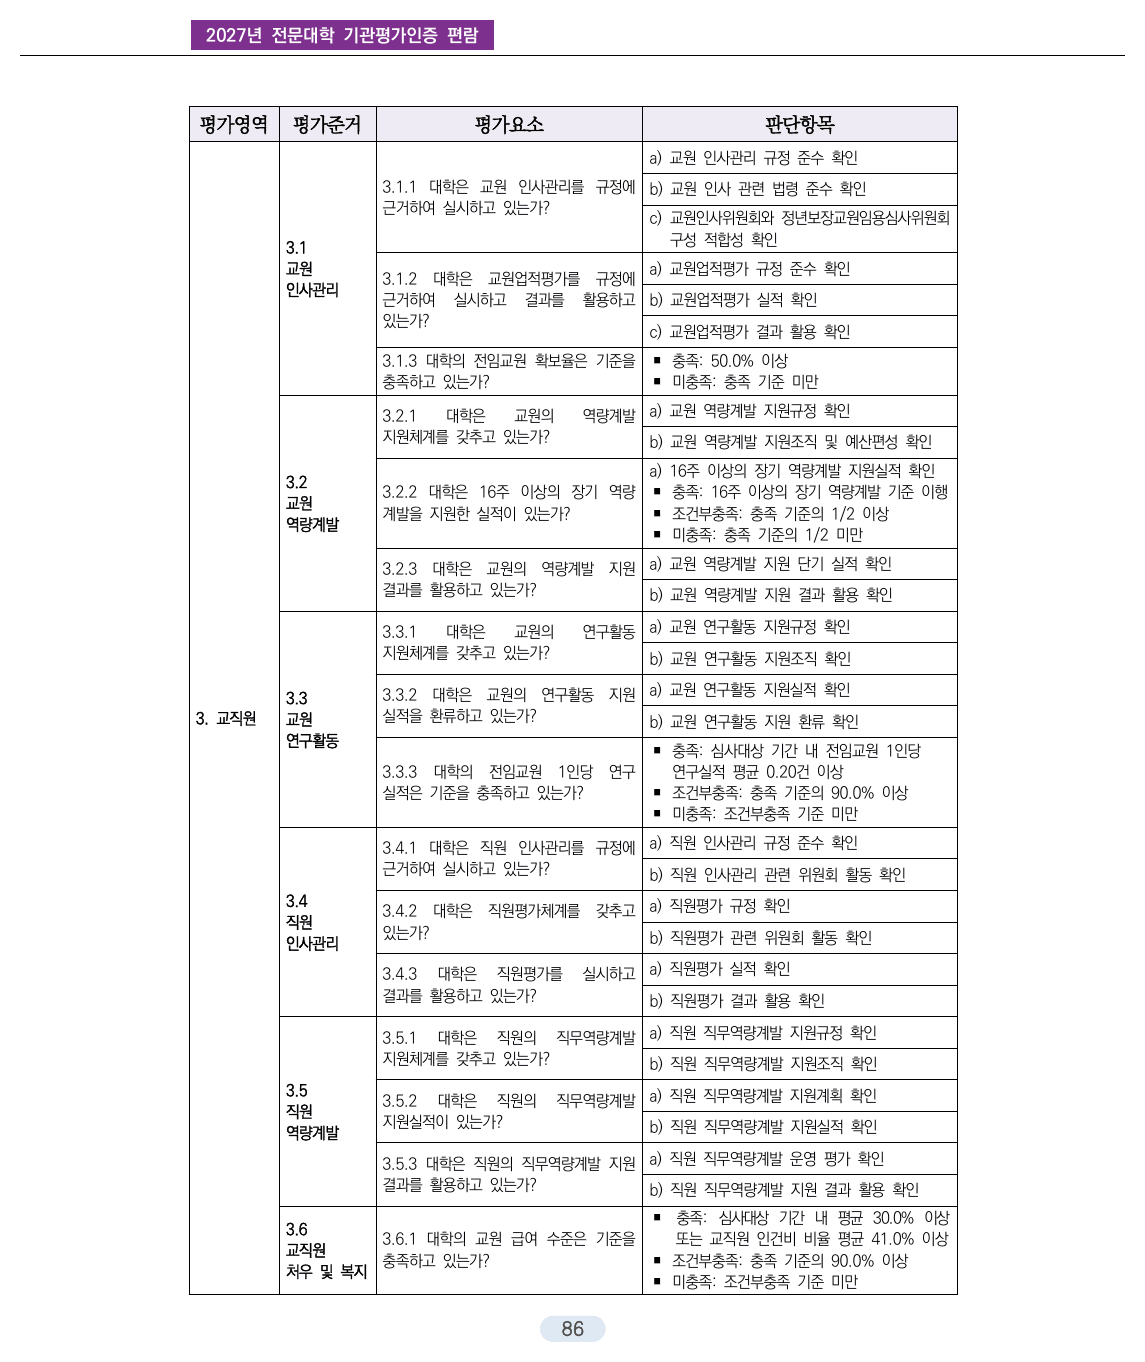 2027년 전문대학 기관평가인증 편람
평가영역 평가준거 평가요소 판단항목
3. 교직원
3.1
교원
인사관리
3.1.1 대학은 교원 인사관리를 규정에
근거하여 실시하고 있는가?
a) 교원 인사관리 규정 준수 확인
b) 교원 인사 관련 법령 준수 확인
c) 교원인사위원회와 정년보장교원임용심사위원회
구성 적합성 확인
3.1.2 대학은 교원업적평가를 규정에
근거하여 실시하고 결과를 활용하고
있는가?
a) 교원업적평가 규정 준수 확인
b) 교원업적평가 실적 확인
c) 교원업적평가 결과 활용 확인
3.1.3 대학의 전임교원 확보율은 기준을
충족하고 있는가?
■ 충족: 50.0% 이상
■ 미충족: 충족 기준 미만
3.2
교원
역량계발
3.2.1 대학은 교원의 역량계발
지원체계를 갖추고 있는가?
a) 교원 역량계발 지원규정 확인
b) 교원 역량계발 지원조직 및 예산편성 확인
3.2.2 대학은 16주 이상의 장기 역량
계발을 지원한 실적이 있는가?
a) 16주 이상의 장기 역량계발 지원실적 확인
■ 충족: 16주 이상의 장기 역량계발 기준 이행
■ 조건부충족: 충족 기준의 1/2 이상
■ 미충족: 충족 기준의 1/2 미만
3.2.3 대학은 교원의 역량계발 지원
결과를 활용하고 있는가?
a) 교원 역량계발 지원 단기 실적 확인
b) 교원 역량계발 지원 결과 활용 확인
3.3
교원
연구활동
3.3.1 대학은 교원의 연구활동
지원체계를 갖추고 있는가?
a) 교원 연구활동 지원규정 확인
b) 교원 연구활동 지원조직 확인
3.3.2 대학은 교원의 연구활동 지원
실적을 환류하고 있는가?
a) 교원 연구활동 지원실적 확인
b) 교원 연구활동 지원 환류 확인
3.3.3 대학의 전임교원 1인당 연구
실적은 기준을 충족하고 있는가?
■ 충족: 심사대상 기간 내 전임교원 1인당
연구실적 평균 0.20건 이상
■ 조건부충족: 충족 기준의 90.0% 이상
■ 미충족: 조건부충족 기준 미만
3.4
직원
인사관리
3.4.1 대학은 직원 인사관리를 규정에
근거하여 실시하고 있는가?
a) 직원 인사관리 규정 준수 확인
b) 직원 인사관리 관련 위원회 활동 확인
3.4.2 대학은 직원평가체계를 갖추고
있는가?
a) 직원평가 규정 확인
b) 직원평가 관련 위원회 활동 확인
3.4.3 대학은 직원평가를 실시하고
결과를 활용하고 있는가?
a) 직원평가 실적 확인
b) 직원평가 결과 활용 확인
3.5
직원
역량계발
3.5.1 대학은 직원의 직무역량계발
지원체계를 갖추고 있는가?
a) 직원 직무역량계발 지원규정 확인
b) 직원 직무역량계발 지원조직 확인
3.5.2 대학은 직원의 직무역량계발
지원실적이 있는가?
a) 직원 직무역량계발 지원계획 확인
b) 직원 직무역량계발 지원실적 확인
3.5.3 대학은 직원의 직무역량계발 지원
결과를 활용하고 있는가?
a) 직원 직무역량계발 운영 평가 확인
b) 직원 직무역량계발 지원 결과 활용 확인
3.6
교직원
처우 및 복지
3.6.1 대학의 교원 급여 수준은 기준을
충족하고 있는가?
■ 충족: 심사대상 기간 내 평균 30.0% 이상
또는 교직원 인건비 비율 평균 41.0% 이상
■ 조건부충족: 충족 기준의 90.0% 이상
■ 미충족: 조건부충족 기준 미만
86